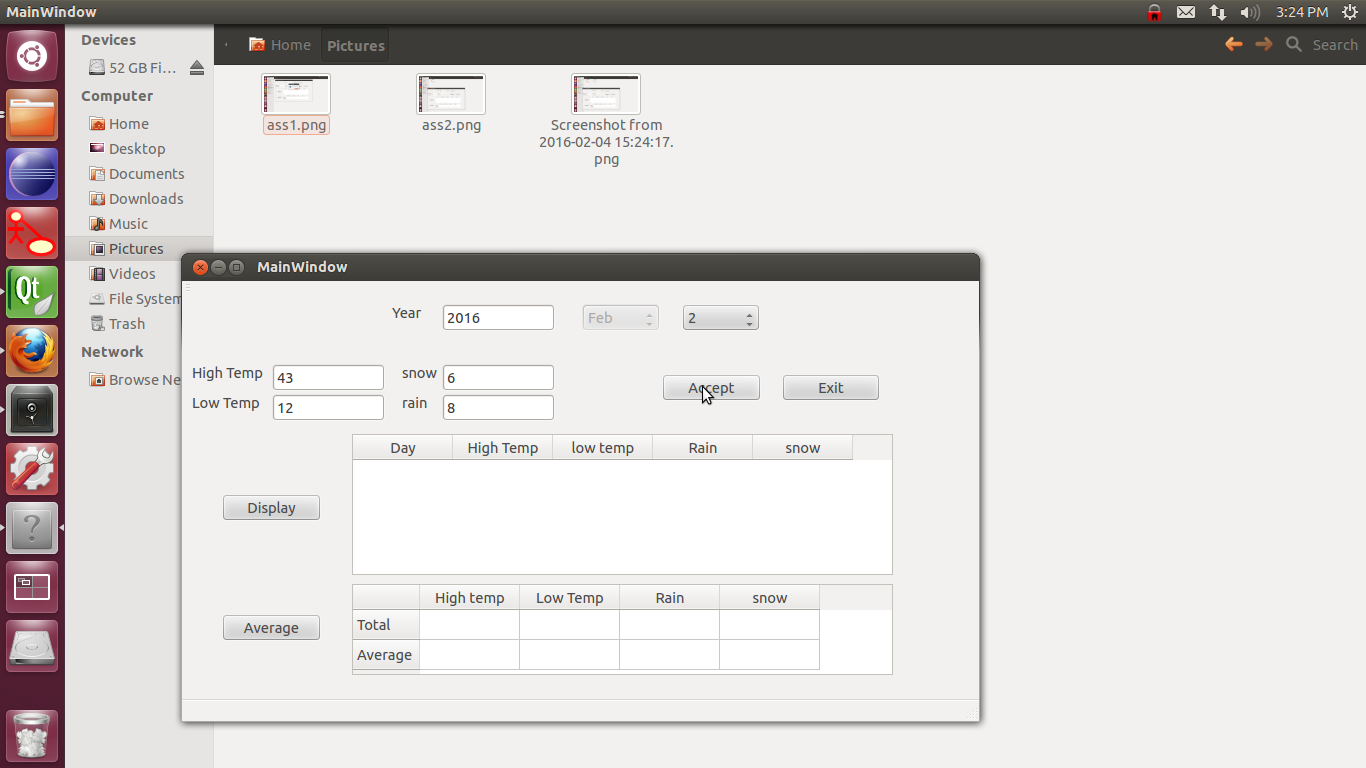 MainWindow
3:24 PM
Devices
52 GB Fi...
Computer
Home
Desktop
Documents
Downloads
Music
Pictures
Videos
File System
Trash
Network
Browse Ne
Home
Pictures
Search
ass1.png
ass2.png
Screenshot from
2016-02-04 15:24:17.
png
Qt
MainWindow
Year
2016
Feb
2
High Temp
43
snow
6
Accept
Exit
Low Temp
12
rain
8
Day
High Temp
low temp
Rain
snow
Display
High temp
Low Temp
Rain
snow
Total
Average
Average